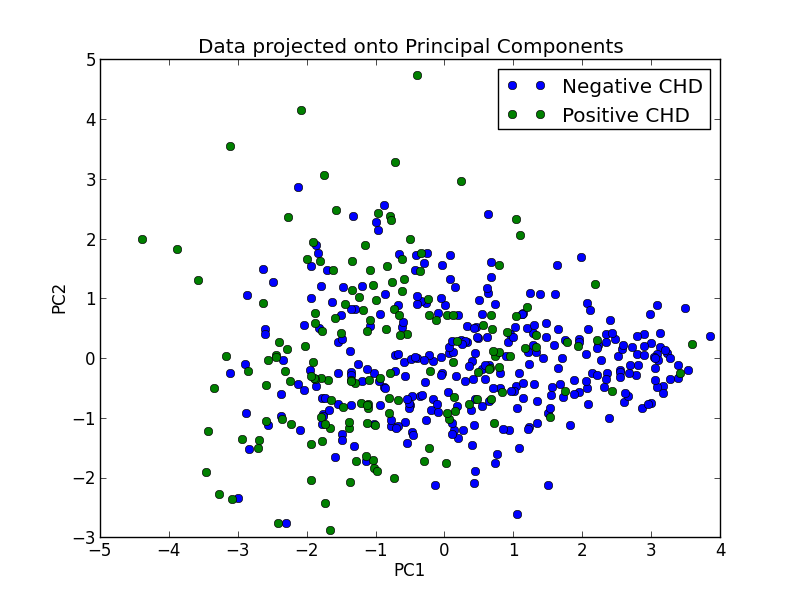 Data projected onto Principal Components
Negative CHD
Positive CHD
5
4
3
2
1
0
−1
−2
−3
PC2
−5 −4 −3 −2 −1 0 1 2 3 4
PC1